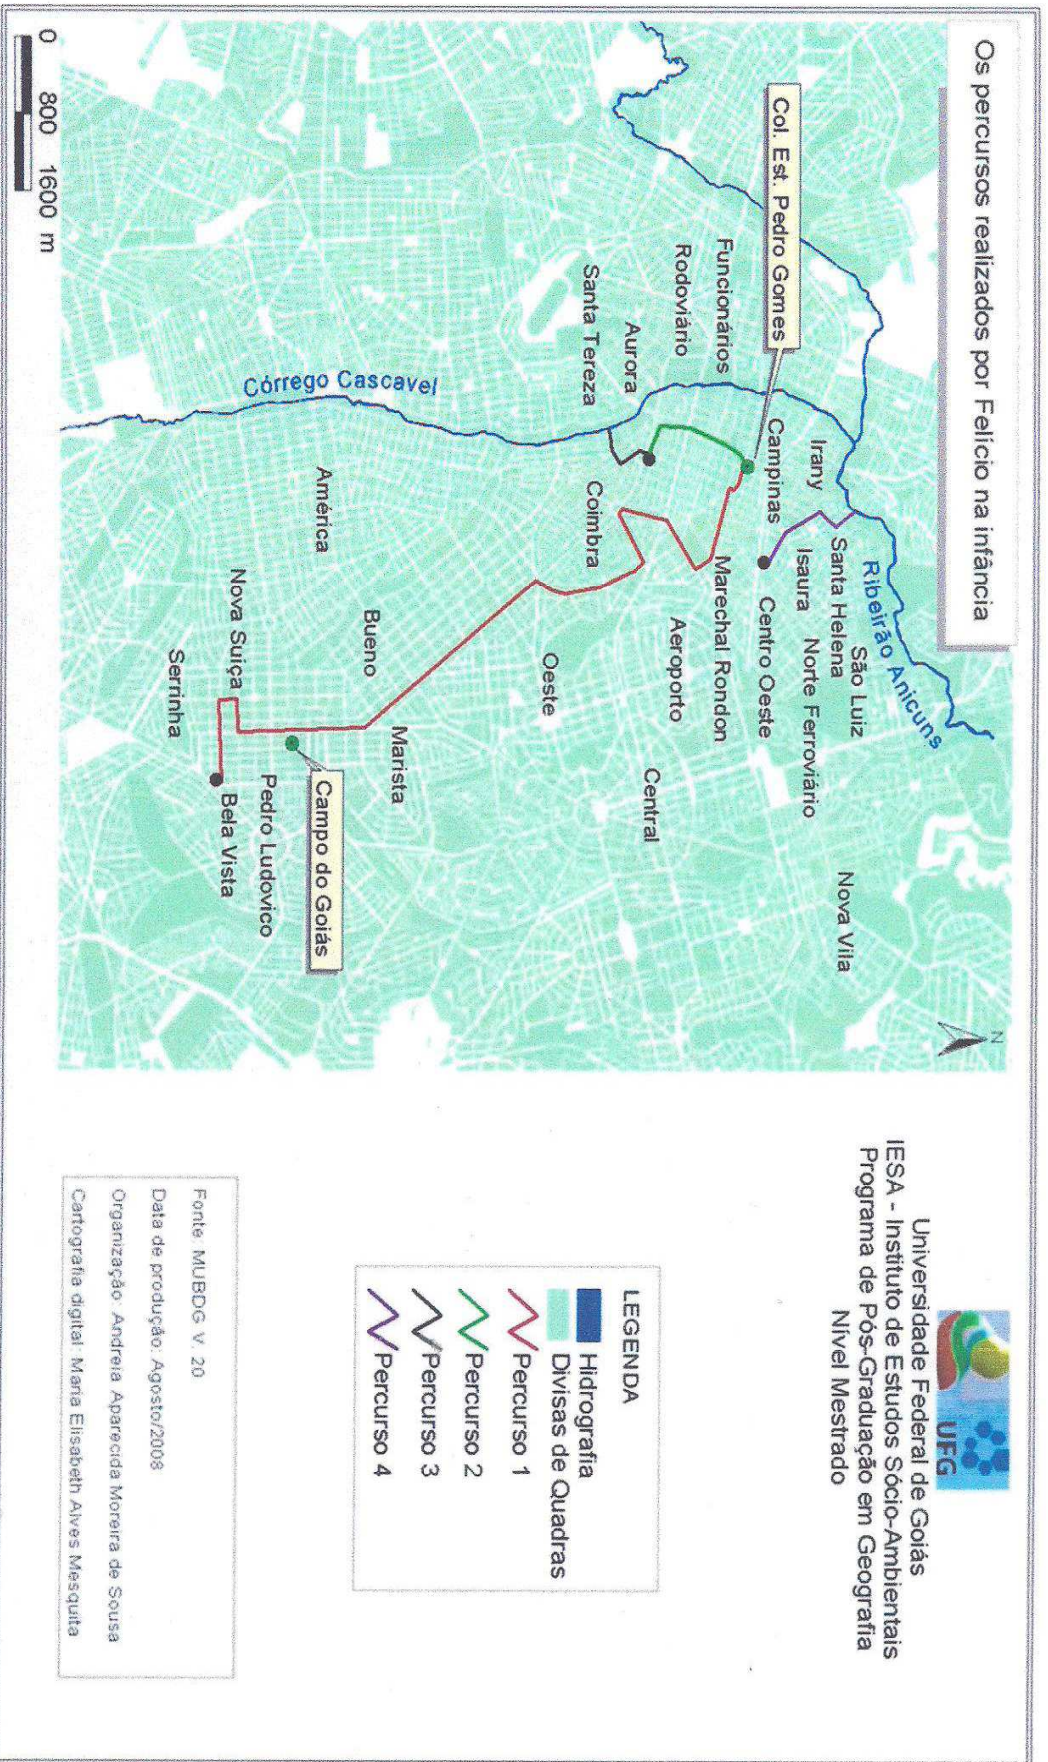 Os percursos realizados por Felício na infância
Col. Est. Pedro Gomes
Funcionários
Rodoviário
Aurora
Santa Tereza
Córrego Cascavel
Campinas
Irany
Santa Helena
Isaura
São Luiz
Ribeirão Anicuns
Norte Ferroviário
Centro Oeste
Marechal Rondon
Aeroporto
Coimbra
Oeste
Central
Nova Vila
América
Bueno
Marista
Nova Suiça
Serrinha
Campo do Goiás
Pedro Ludovico
Bela Vista
N
0 800 1600 m
UFG
Universidade Federal de Goiás
IESA - Instituto de Estudos Sócio-Ambientais
Programa de Pós-Graduação em Geografia
Nível Mestrado
LEGENDA
Hidrografia
Divisas de Quadras
Percurso 1
Percurso 2
Percurso 3
Percurso 4
Fonte: MUBDG V. 20
Data de produção: Agosto/2008
Organização: Andreia Aparecida Moreira de Sousa
Cartografia digital: Maria Elisabeth Alves Mesquita